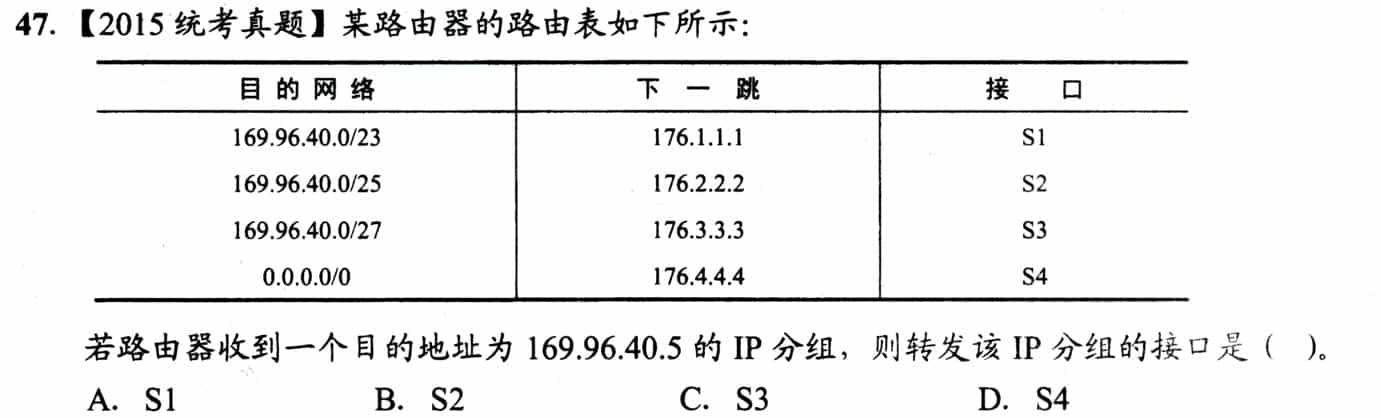 47. 【2015 统考真题】某路由器的路由表如下所示：
目的网络 下一跳 接口
169.96.40.0/23 176.1.1.1 S1
169.96.40.0/25 176.2.2.2 S2
169.96.40.0/27 176.3.3.3 S3
0.0.0.0/0 176.4.4.4 S4
若路由器收到一个目的地址为 169.96.40.5 的 IP 分组，则转发该 IP 分组的接口是（ ）。
A. S1 B. S2 C. S3 D. S4